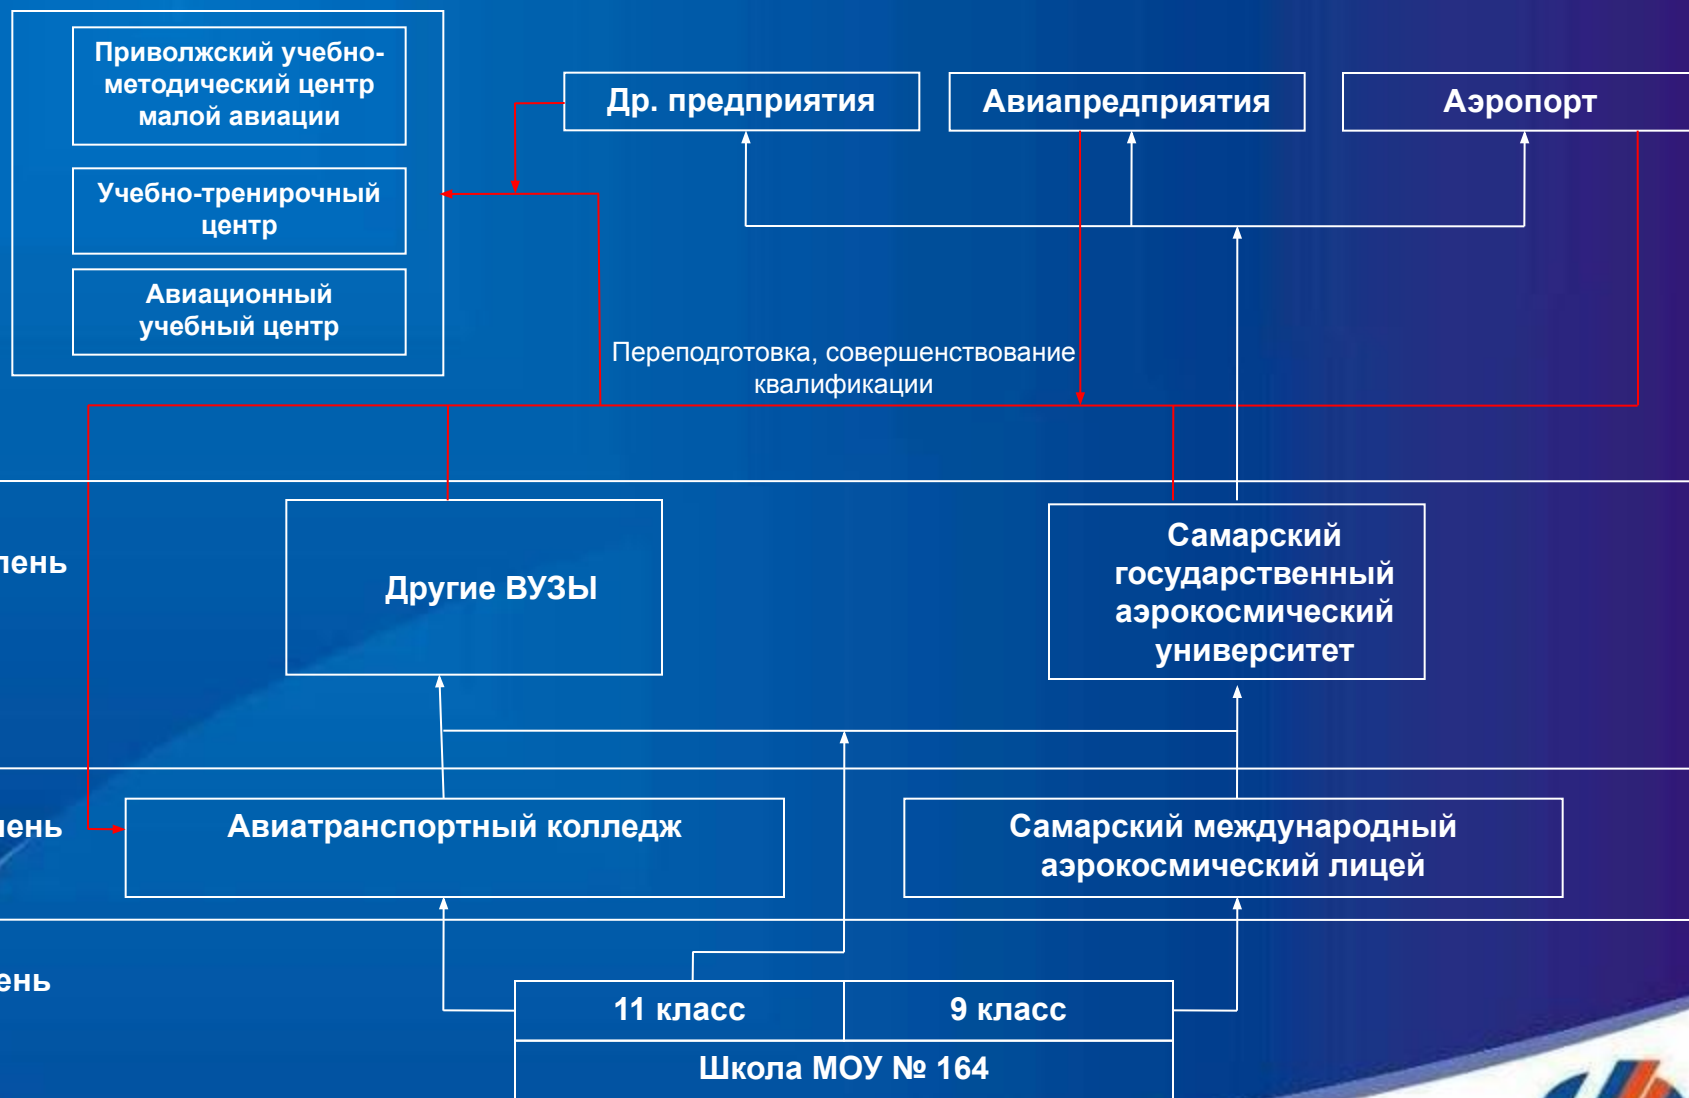 Приволжский учебно-
методический центр
малой авиации
Учебно-тренирочный
центр
Авиационный
учебный центр
Др. предприятия
Авиапредприятия
Аэропорт
Переподготовка, совершенствование
квалификации
Другие ВУЗЫ
Самарский
государственный
аэрокосмический
университет
Авиатранспортный колледж
Самарский международный
аэрокосмический лицей
11 класс
9 класс
Школа МОУ № 164